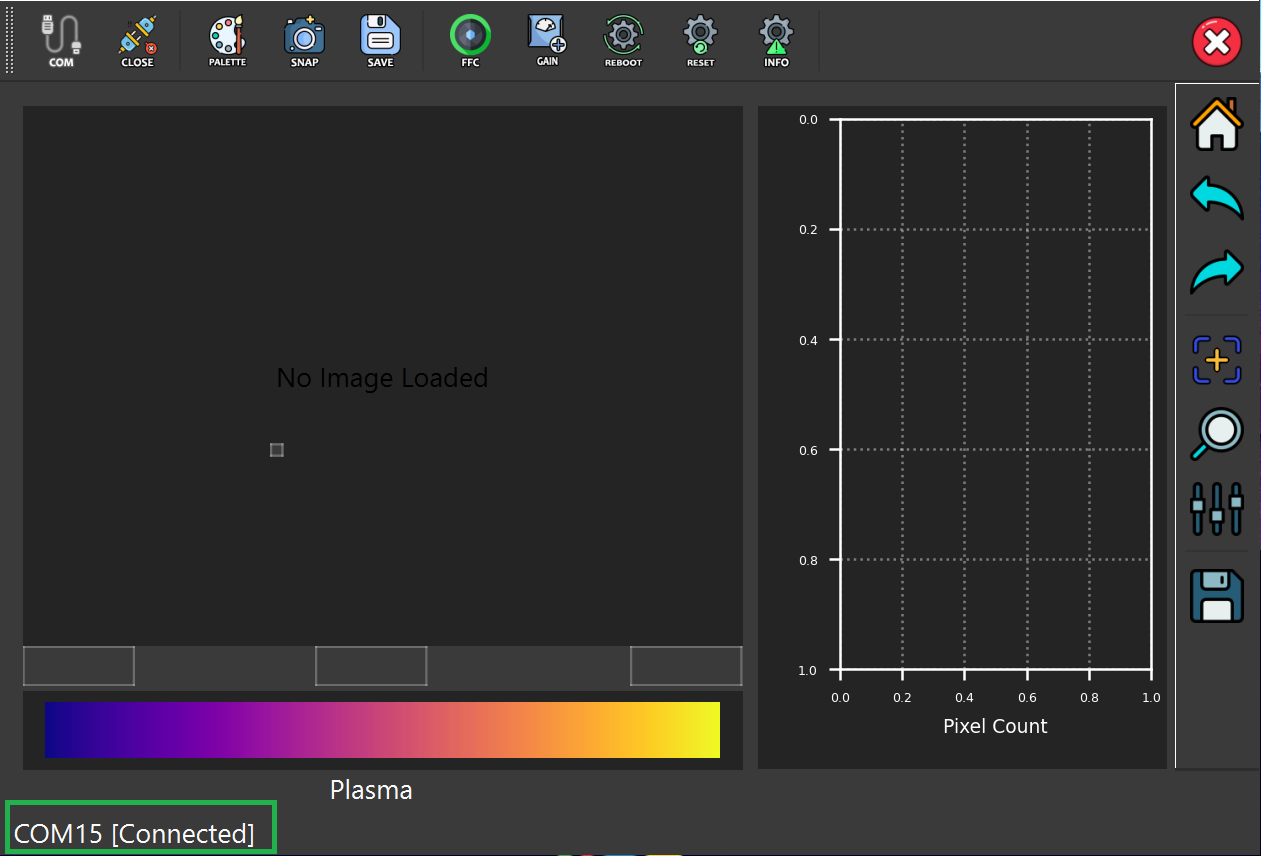 COM CLOSE PALETTE SNAP SAVE FFC GAIN REBOOT RESET INFO
No Image Loaded
0.0
0.2
0.4
0.6
0.8
1.0
0.0 0.2 0.4 0.6 0.8 1.0
Pixel Count
Plasma
COM15 [Connected]